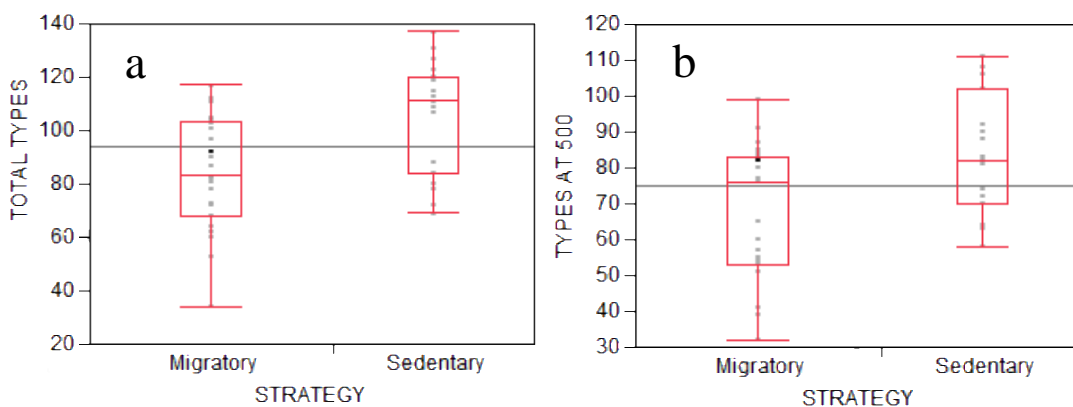 a
TOTAL TYPES
140
120
100
80
60
40
20
Migratory
Sedentary
STRATEGY
b
TYPES AT 500
120
110
100
90
80
70
60
50
40
30
Migratory
Sedentary
STRATEGY